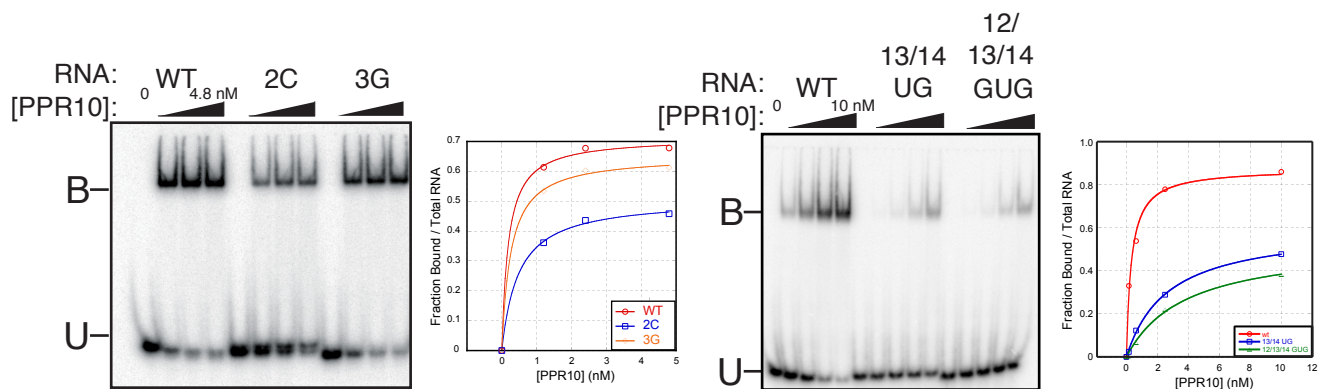 RNA: WT 2C 3G
0 4.8 nM
[PPR10]:
B
U
Fraction Bound / Total RNA
0.7
0.6
0.5
0.4
0.3
0.2
0.1
0
0 1 2 3 4 5
[PPR10] (nM)
WT
2C
3G
RNA: WT 13/14 UG 12/13/14 GUG
0 10 nM
[PPR10]:
B
U
Fraction Bound / Total RNA
1.0
0.8
0.6
0.4
0.2
0
0 2 4 6 8 10 12
[PPR10] (nM)
wt
13/14 UG
12/13/14 GUG